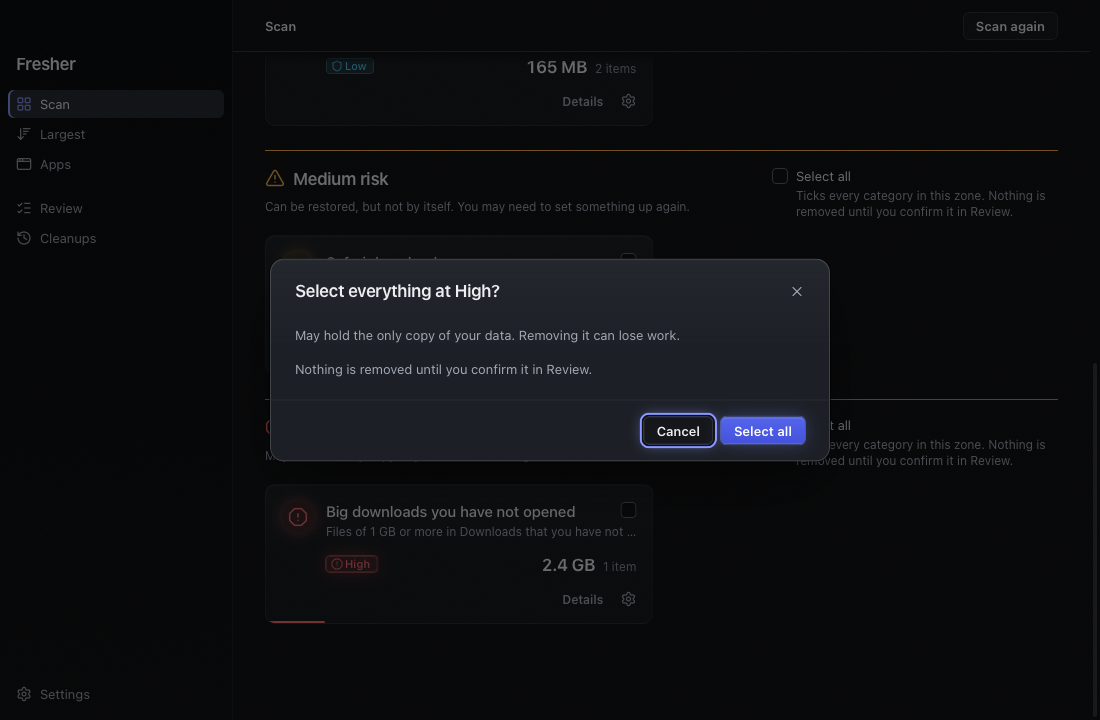 Scan
Scan again
Fresher
Scan
Largest
Apps
Review
Cleanups
Settings
Low
165 MB 2 items
Details
Medium risk
Can be restored, but not by itself. You may need to set something up again.
Select all
Ticks every category in this zone. Nothing is
removed until you confirm it in Review.
Select everything at High?
May hold the only copy of your data. Removing it can lose work.
Nothing is removed until you confirm it in Review.
Cancel
Select all
all
every category in this zone. Nothing is
removed until you confirm it in Review.
Big downloads you have not opened
Files of 1 GB or more in Downloads that you have not ...
High
2.4 GB 1 item
Details